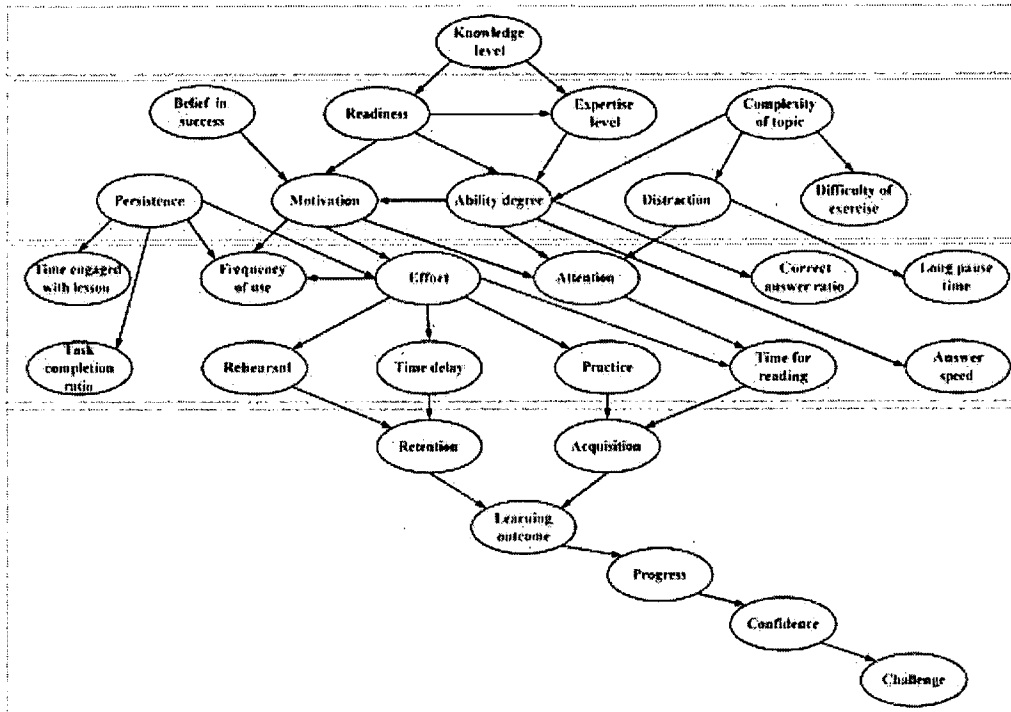 Knowledge
level
Belief in
success
Readiness
Expertise
level
Complexity
of topic
Persistence
Motivation
Ability degree
Distraction
Difficulty of
exercise
Time engaged
with lesson
Frequency
of use
Effort
Attention
Correct
answer ratio
Long pause
time
Task
completion
ratio
Rehearsal
Time delay
Practice
Time for
reading
Answer
speed
Retention
Acquisition
Learning
outcome
Progress
Confidence
Challenge